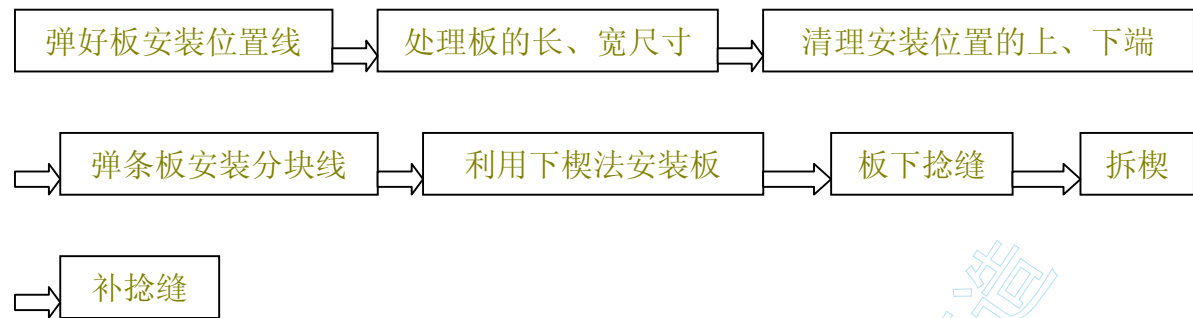 弹好板安装位置线 处理板的长、宽尺寸 清理安装位置的上、下端
弹条板安装分块线 利用下楔法安装板 板下捻缝 拆楔
补捻缝
造